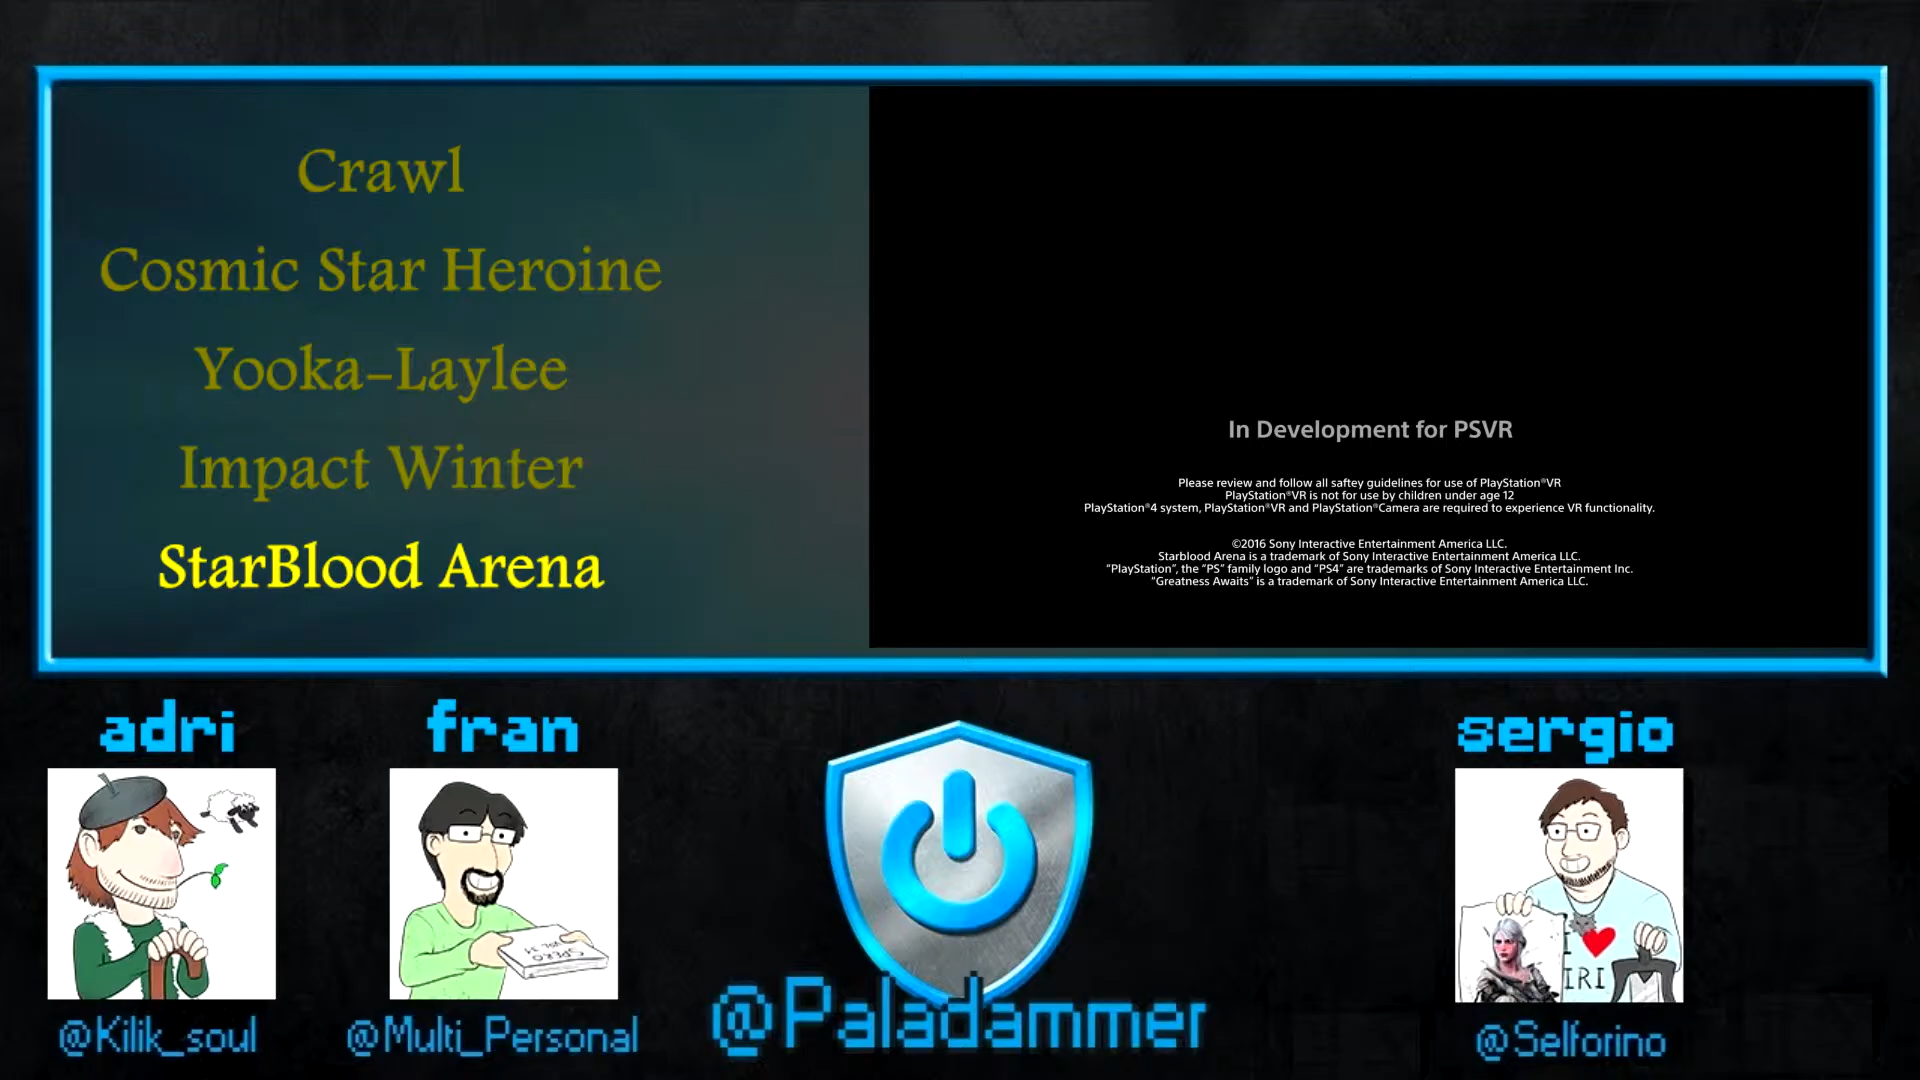 Crawl
Cosmic Star Heroine
Yooka-Laylee
Impact Winter
StarBlood Arena
In Development for PSVR
Please review and follow all saftey guidelines for use of PlayStation®VR
PlayStation®VR is not for use by children under age 12
PlayStation®4 system, PlayStation®VR and PlayStation®Camera are required to experience VR functionality.
©2016 Sony Interactive Entertainment America LLC.
Starblood Arena is a trademark of Sony Interactive Entertainment America LLC.
"PlayStation", the "PS" family logo and "PS4" are trademarks of Sony Interactive Entertainment Inc.
"Greatness Awaits" is a trademark of Sony Interactive Entertainment America LLC.
adri
fran
sergio
I ♥
IRI
@Kilik_soul
@Multi_Personal
@Paladammer
@Selforino